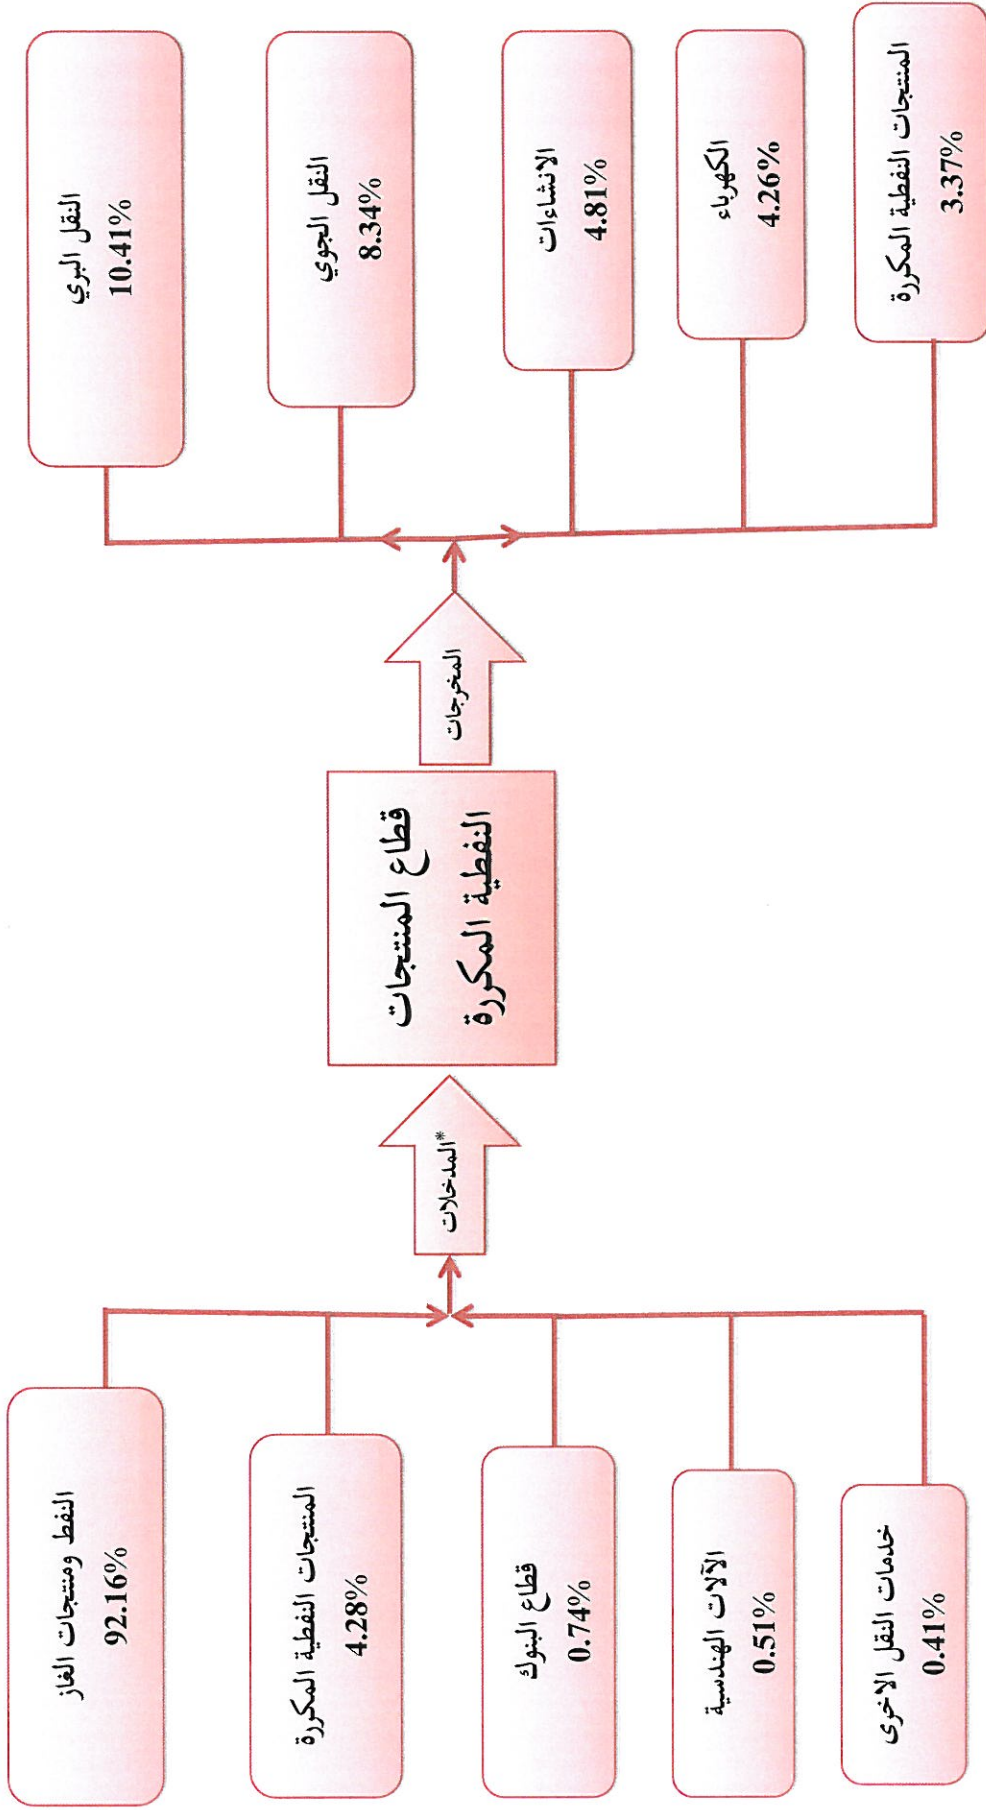 النفط ومنتجات الغاز
92.16%
المنتجات النفطية المكررة
4.28%
قطاع البنوك
0.74%
الآلات الهندسية
0.51%
خدمات النقل الاخرى
0.41%
المدخلات*
قطاع المنتجات
النفطية المكررة
المخرجات
النقل البري
10.41%
النقل الجوي
8.34%
الانشاءات
4.81%
الكهرباء
4.26%
المنتجات النفطية المكررة
3.37%